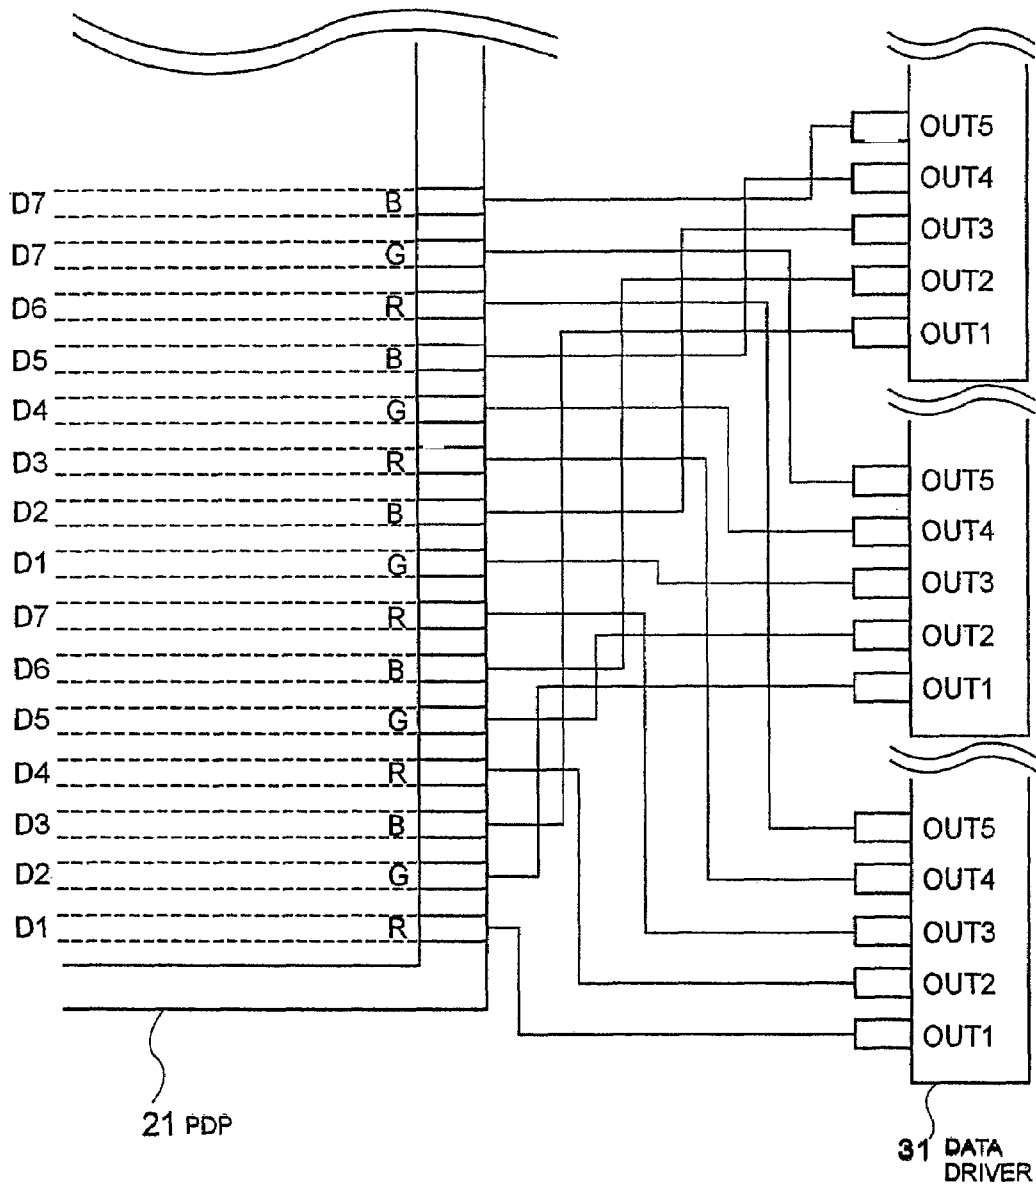 D7 B
D7 G
D6 R
D5 B
D4 G
D3 R
D2 B
D1 G
D7 R
D6 B
D5 G
D4 R
D3 B
D2 G
D1 R
OUT5
OUT4
OUT3
OUT2
OUT1
OUT5
OUT4
OUT3
OUT2
OUT1
OUT5
OUT4
OUT3
OUT2
OUT1
21 PDP
31 DATA
DRIVER